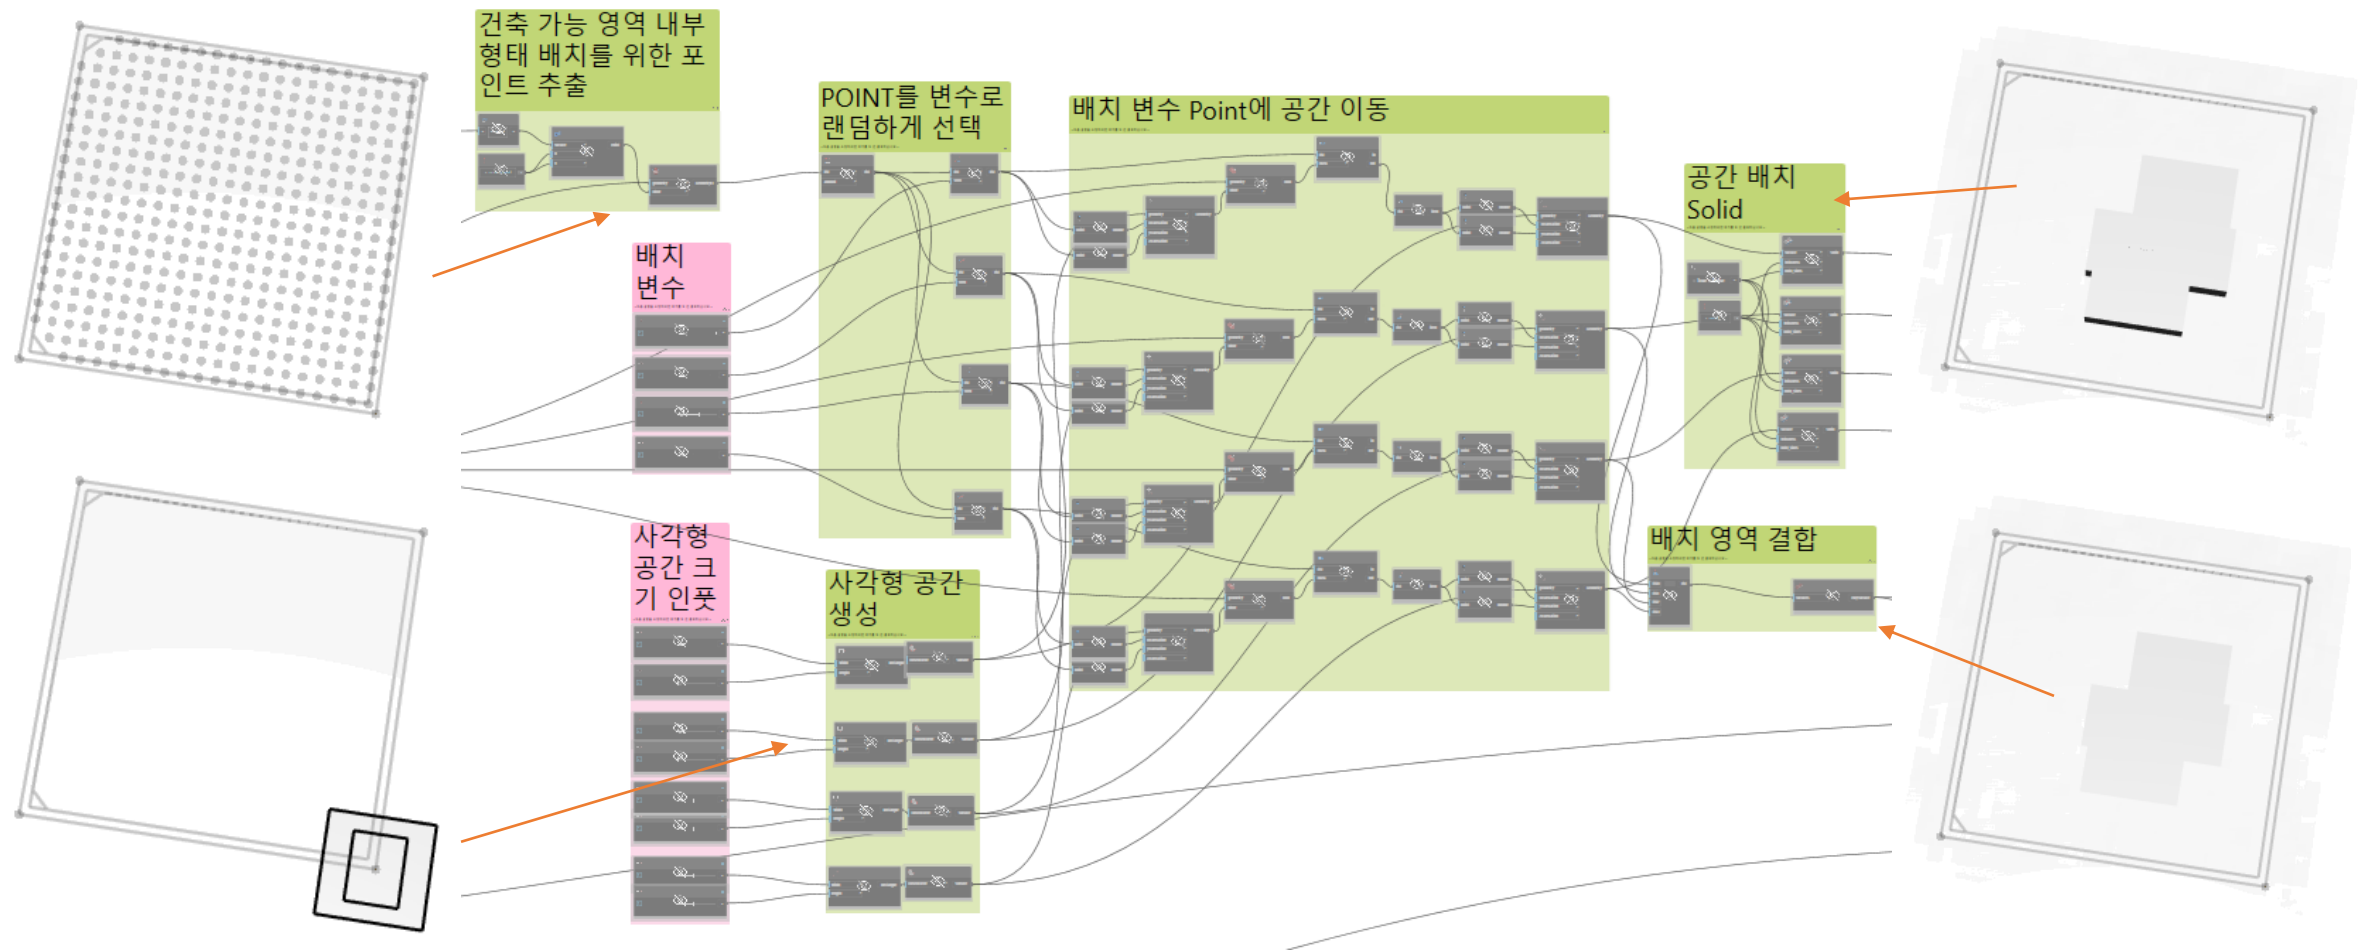 건축 가능 영역 내부
형태 배치를 위한 포
인트 추출
POINT를 변수로
랜덤하게 선택
배치 변수 Point에 공간 이동
공간 배치
Solid
배치
변수
사각형
공간 크
기 인풋
사각형 공간
생성
배치 영역 결합